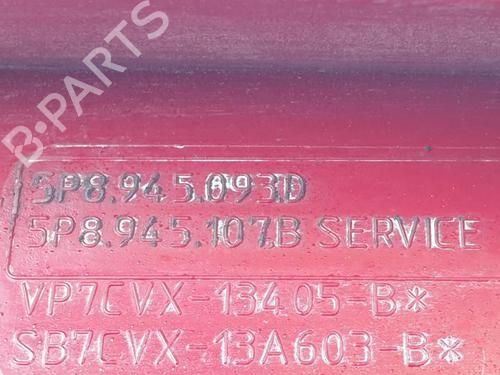 B-PARTS
5P8.945.093D
5P8.945.107B SERVICE
VP7CVX-13405-B*
SB7CVX-13A603-B*